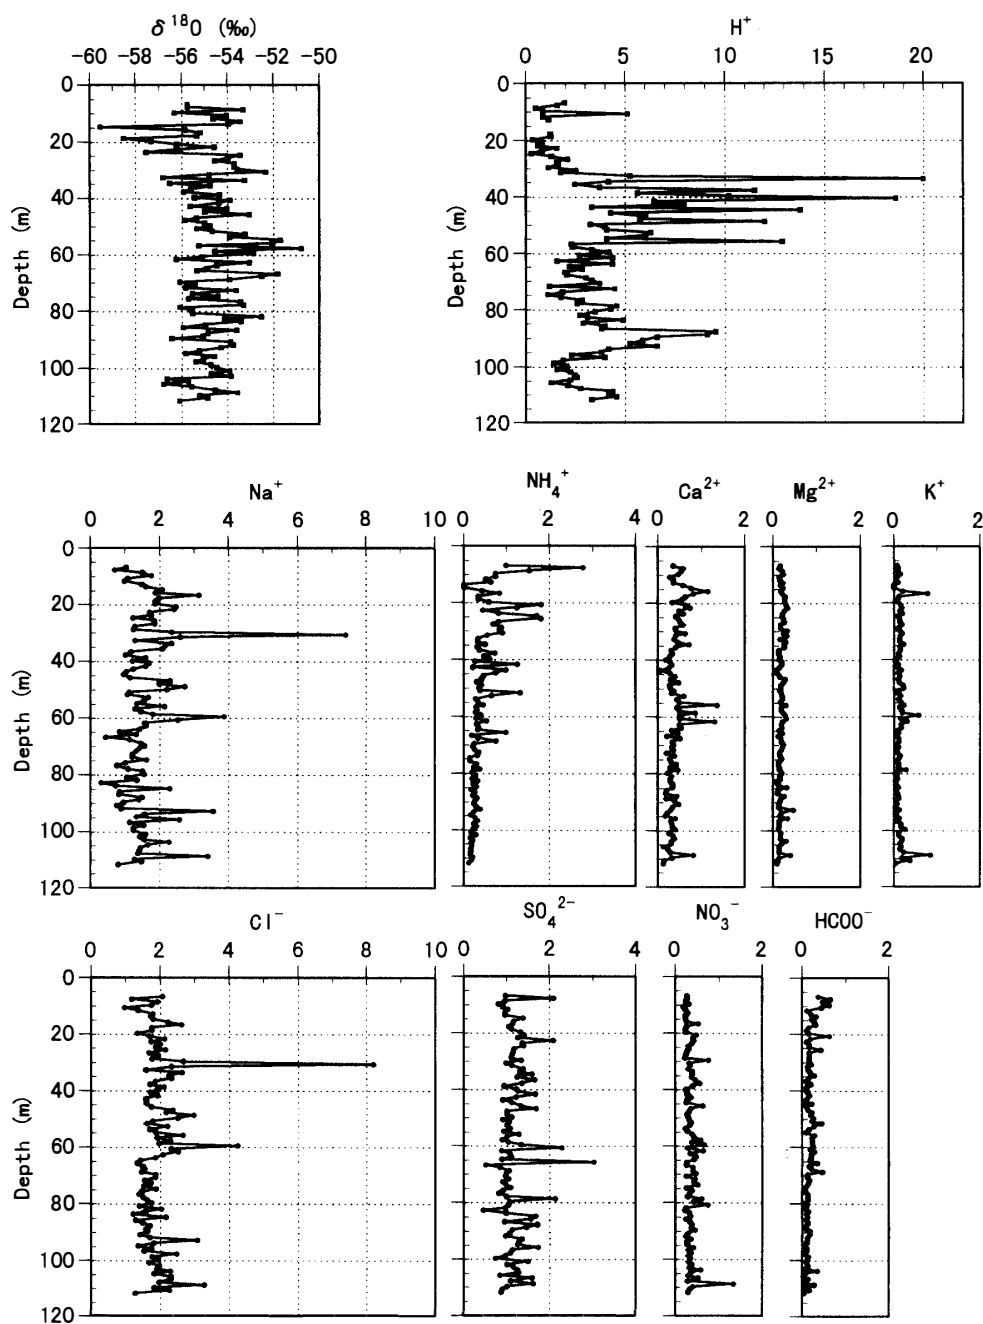 δ ¹⁸O (‰) H⁺
-60 -58 -56 -54 -52 -50 0 5 10 15 20
0 0
20 20
40 40
60 60
80 80
100 100
120 120
Depth (m) Depth (m)
Na⁺ NH₄⁺ Ca²⁺ Mg²⁺ K⁺
0 2 4 6 8 10 0 2 4 0 2 0 2 0 2
0
20
40
60
80
100
120
Depth (m)
Cl⁻ SO₄²⁻ NO₃⁻ HCOO⁻
0 2 4 6 8 10 0 2 4 0 2 0 2
0
20
40
60
80
100
120
Depth (m)